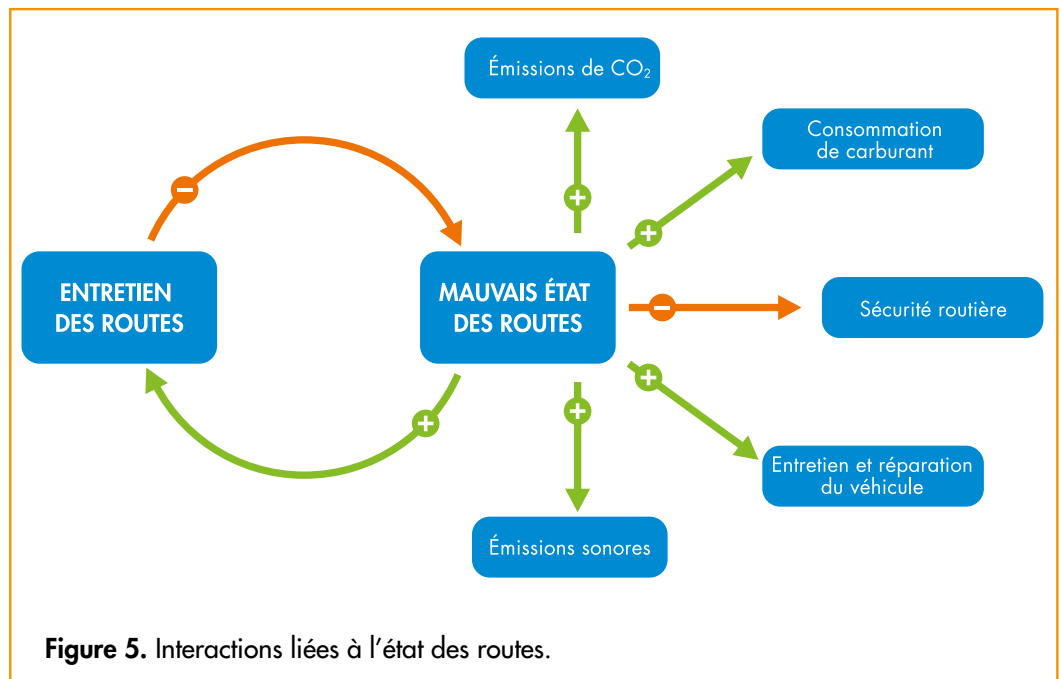 Émissions de CO₂
Consommation
de carburant
−
+
+
ENTRETIEN
DES ROUTES
MAUVAIS ÉTAT
DES ROUTES
−
Sécurité routière
+
+
+
Entretien et réparation
du véhicule
Émissions sonores
Figure 5. Interactions liées à l'état des routes.